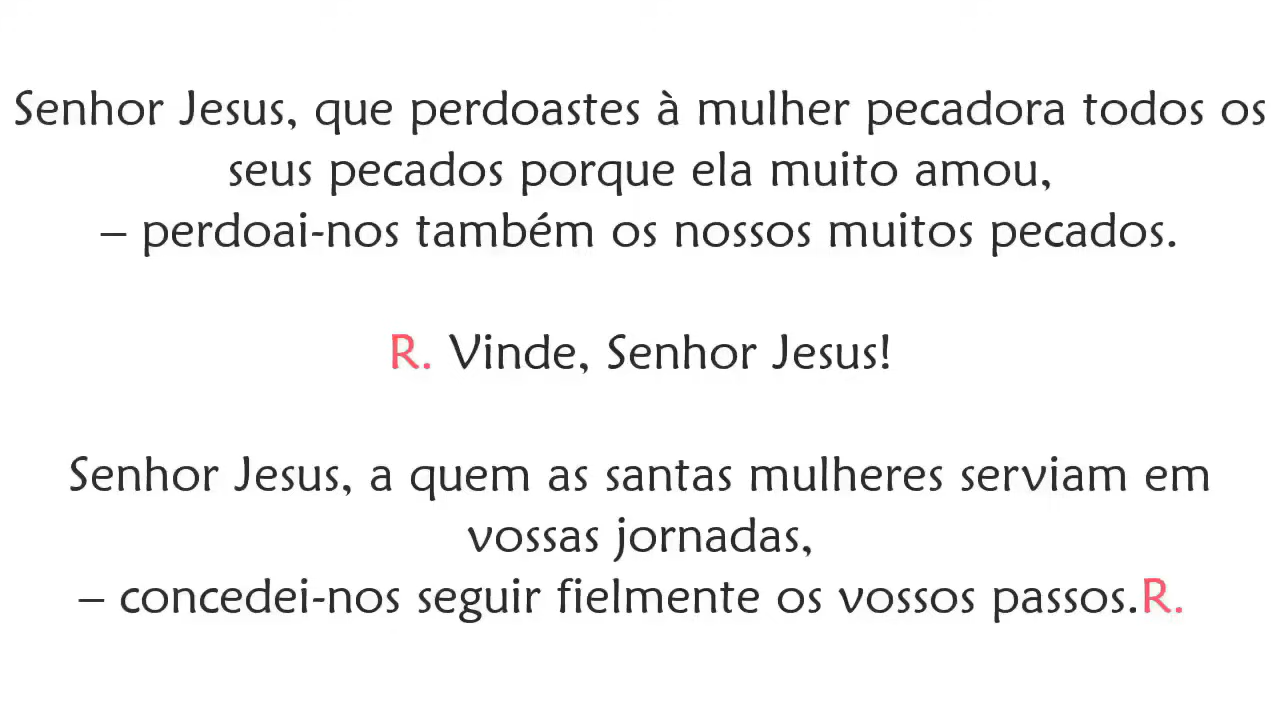 Senhor Jesus, que perdoastes à mulher pecadora todos os
seus pecados porque ela muito amou,
– perdoai-nos também os nossos muitos pecados.
R. Vinde, Senhor Jesus!
Senhor Jesus, a quem as santas mulheres serviam em
vossas jornadas,
– concedei-nos seguir fielmente os vossos passos.R.